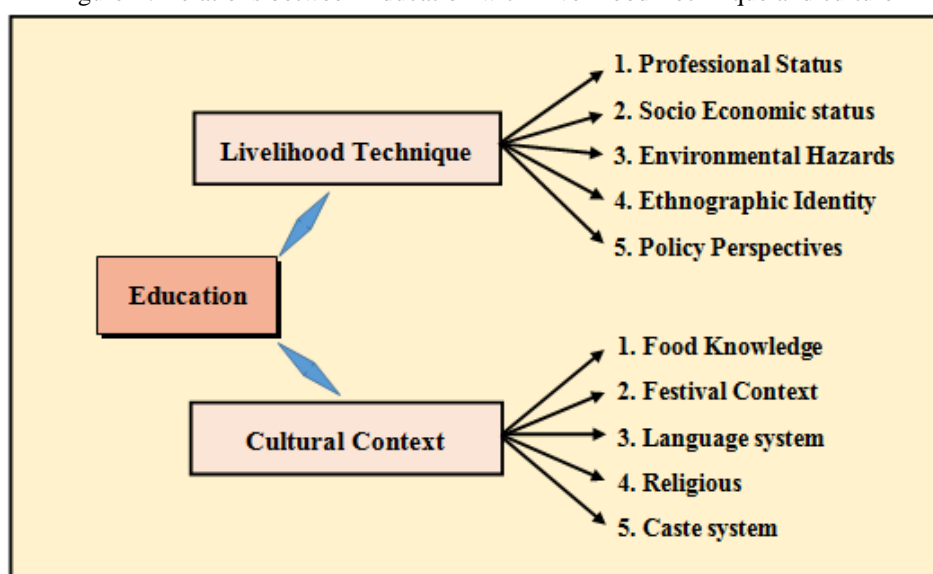 Livelihood Technique
1. Professional Status
2. Socio Economic status
3. Environmental Hazards
4. Ethnographic Identity
5. Policy Perspectives
Education
Cultural Context
1. Food Knowledge
2. Festival Context
3. Language system
4. Religious
5. Caste system